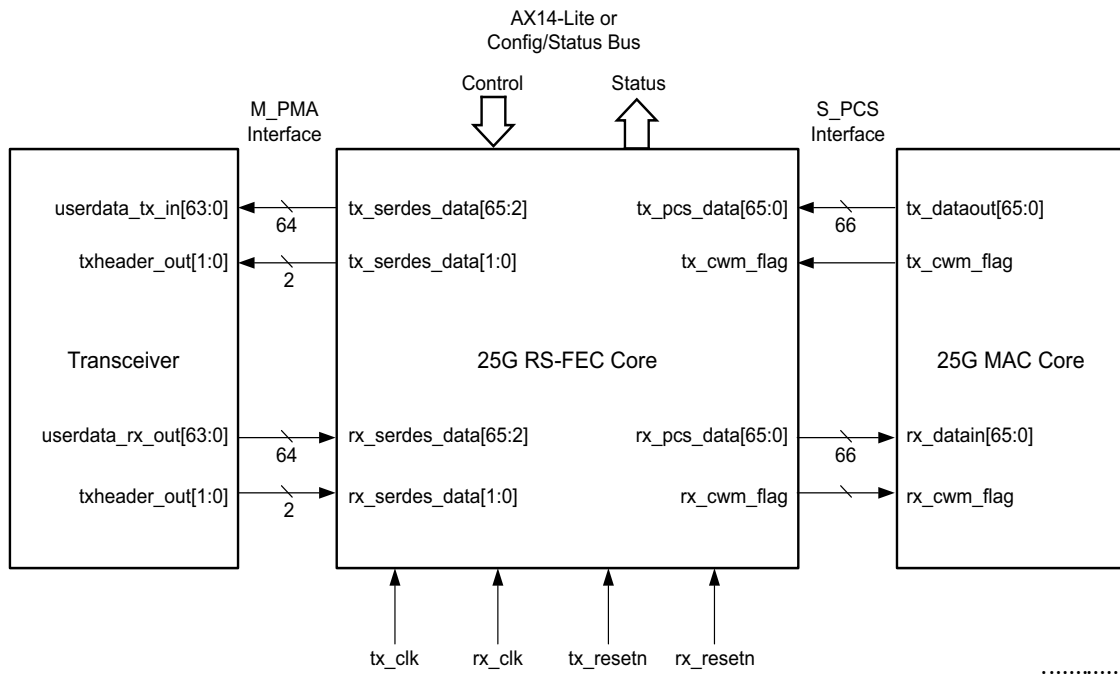 AX14-Lite or
Config/Status Bus
Control
Status
M_PMA
Interface
S_PCS
Interface
userdata_tx_in[63:0]
64
tx_serdes_data[65:2]
tx_pcs_data[65:0]
66
tx_dataout[65:0]
txheader_out[1:0]
2
tx_serdes_data[1:0]
tx_cwm_flag
tx_cwm_flag
Transceiver
25G RS-FEC Core
25G MAC Core
userdata_rx_out[63:0]
64
rx_serdes_data[65:2]
rx_pcs_data[65:0]
66
rx_datain[65:0]
txheader_out[1:0]
2
rx_serdes_data[1:0]
rx_cwm_flag
rx_cwm_flag
tx_clk
rx_clk
tx_resetn
rx_resetn